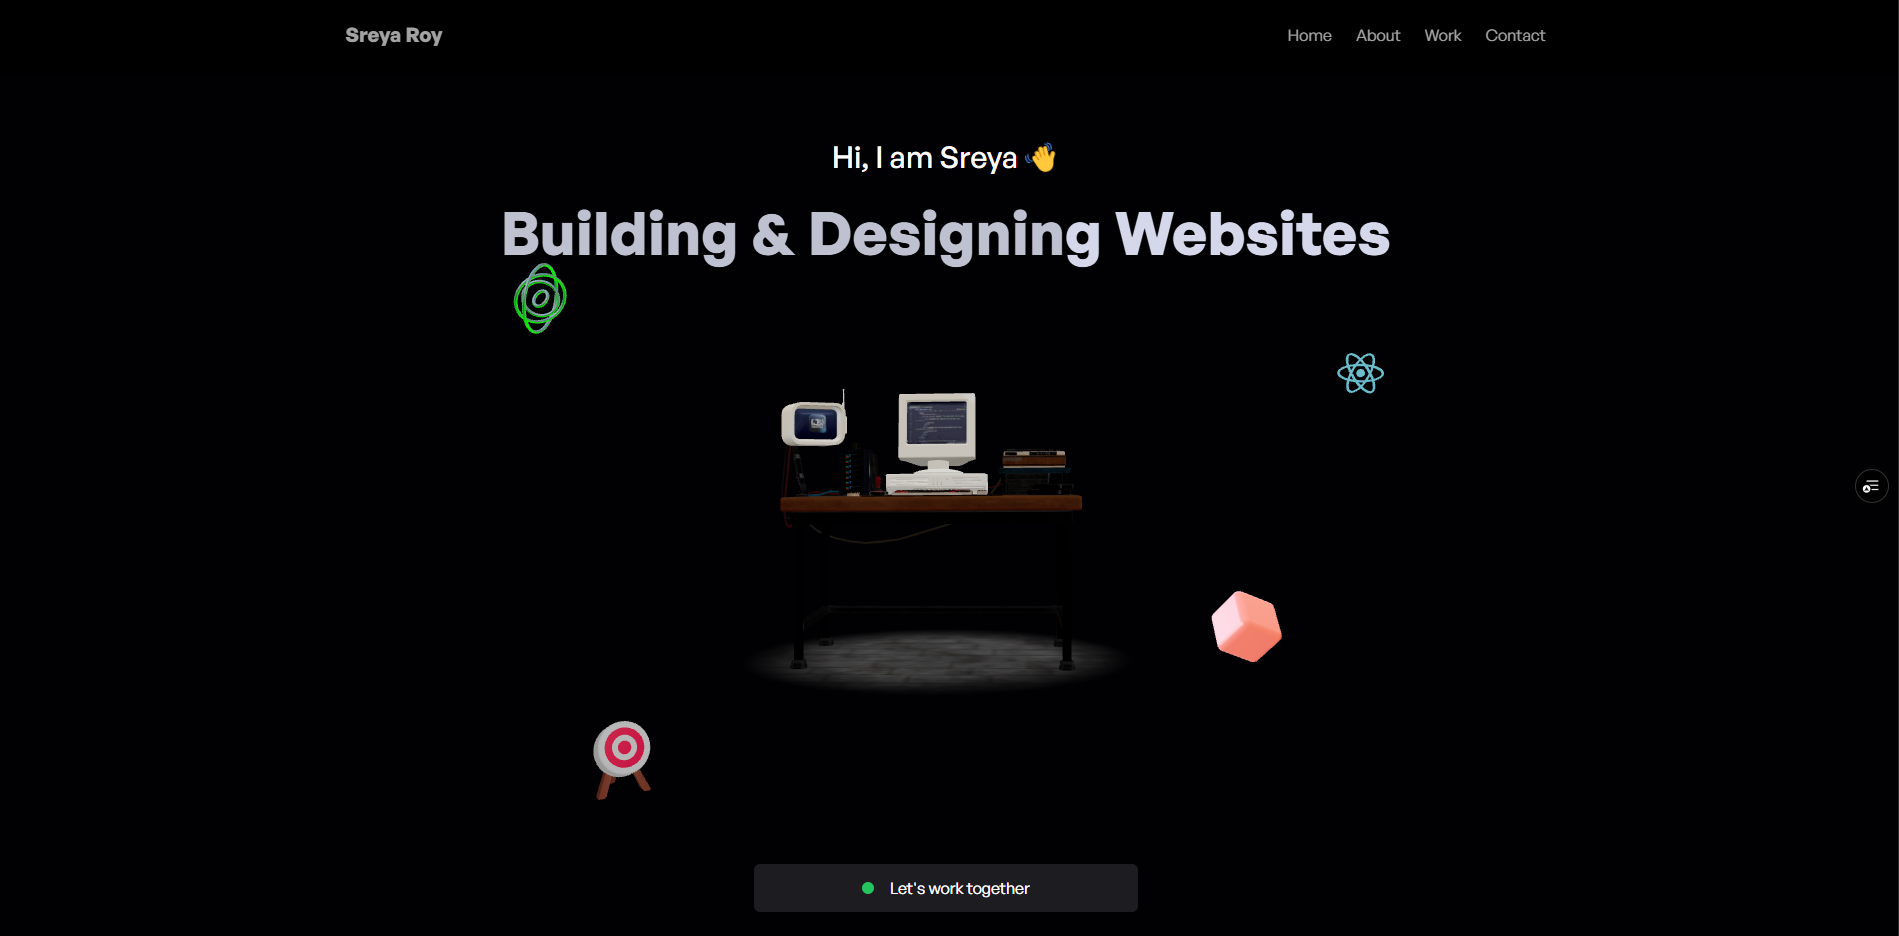 Sreya Roy
Home About Work Contact
Hi, I am Sreya 👋
Building & Designing Websites
Let's work together